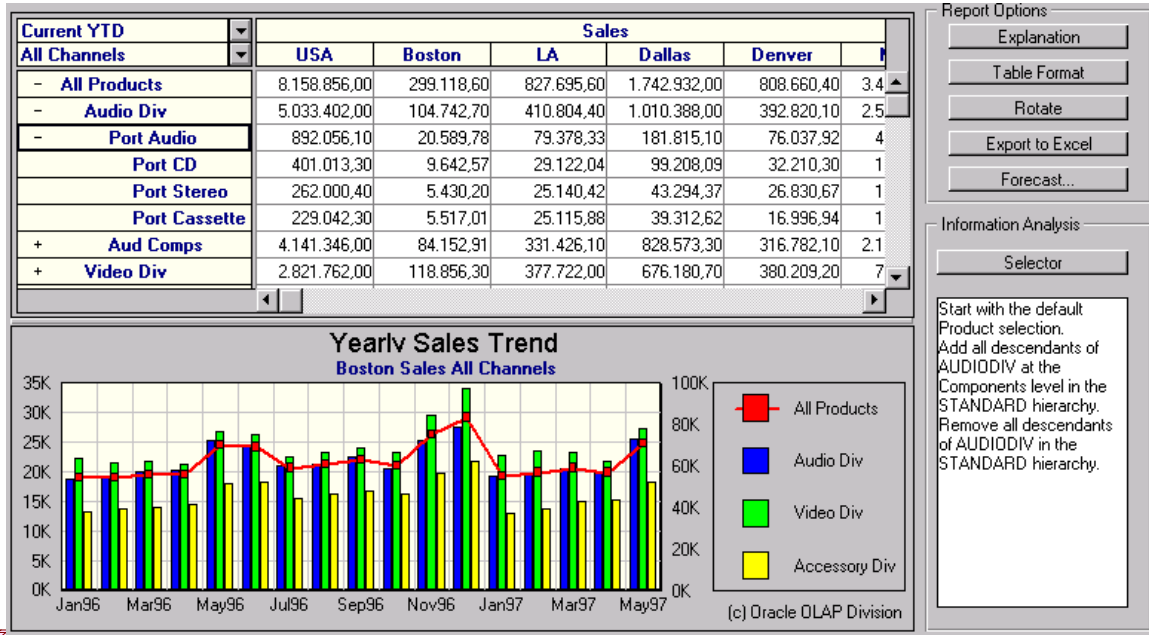 Current YTD Sales
All Channels USA Boston LA Dallas Denver
− All Products 8.158.856,00 299.118,60 827.695,60 1.742.932,00 808.660,40 3.4
− Audio Div 5.033.402,00 104.742,70 410.804,40 1.010.388,00 392.820,10 2.5
− Port Audio 892.056,10 20.589,78 79.378,33 181.815,10 76.037,92 4
Port CD 401.013,30 9.642,57 29.122,04 99.208,09 32.210,30 1
Port Stereo 262.000,40 5.430,20 25.140,42 43.294,37 26.830,67 1
Port Cassette 229.042,30 5.517,01 25.115,88 39.312,62 16.996,94 1
+ Aud Comps 4.141.346,00 84.152,91 331.426,10 828.573,30 316.782,10 2.1
+ Video Div 2.821.762,00 118.856,30 377.722,00 676.180,70 380.209,20 7
Report Options
Explanation
Table Format
Rotate
Export to Excel
Forecast...
Information Analysis
Selector
Start with the default
Product selection.
Add all descendants of
AUDIODIV at the
Components level in the
STANDARD hierarchy.
Remove all descendants
of AUDIODIV in the
STANDARD hierarchy.
Yearly Sales Trend
Boston Sales All Channels
35K
30K
25K
20K
15K
10K
5K
0K
Jan96 Mar96 May96 Jul96 Sep96 Nov96 Jan97 Mar97 May97
100K
80K
60K
40K
20K
0K
All Products
Audio Div
Video Div
Accessory Div
(c) Oracle OLAP Division